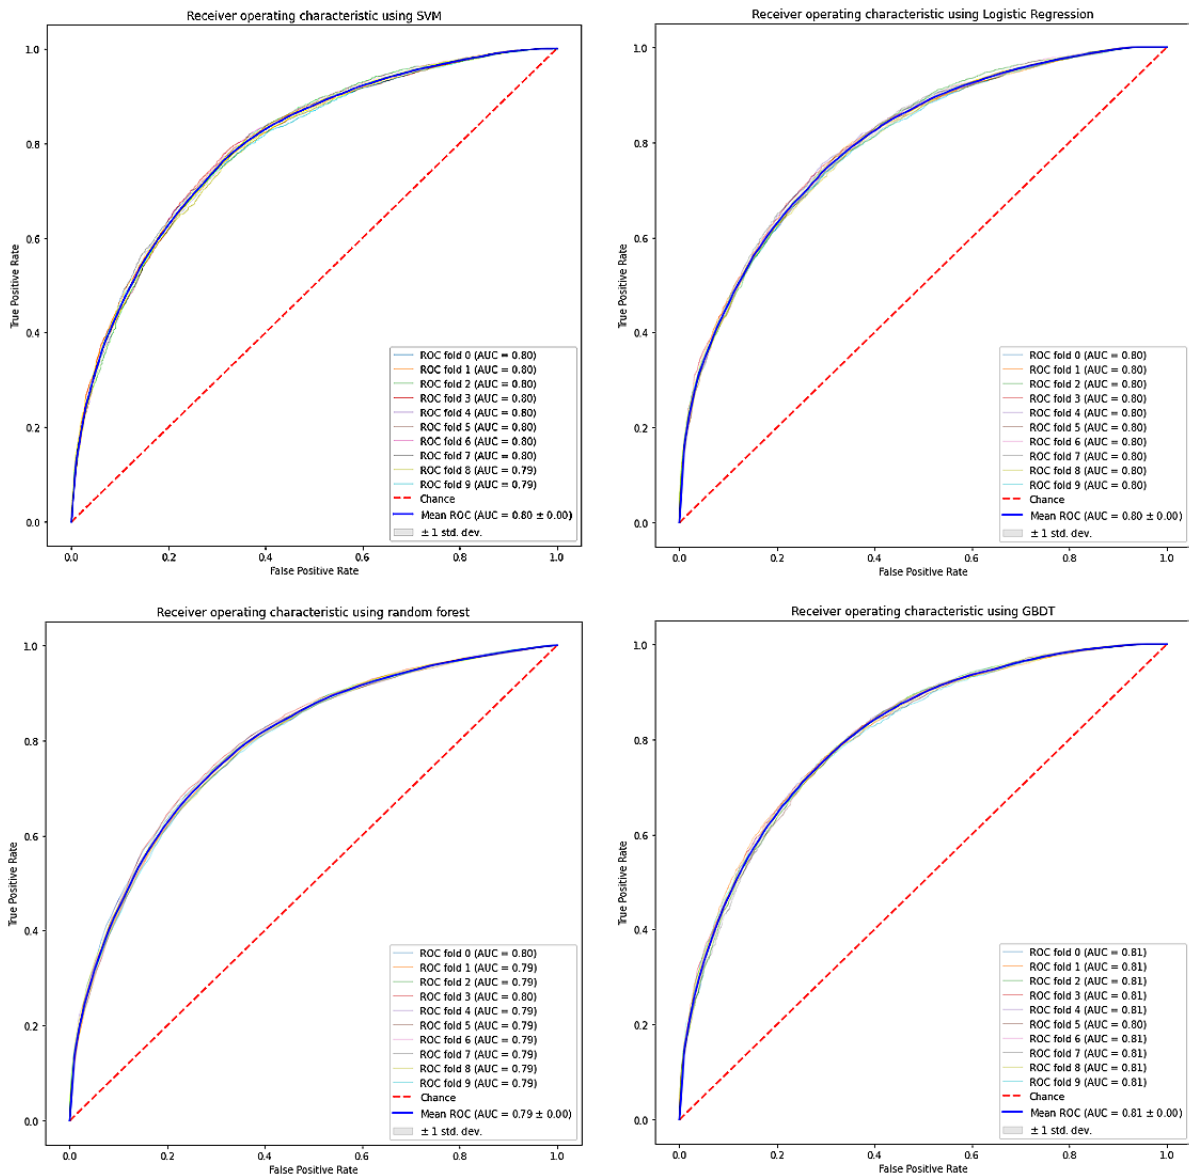 Receiver operating characteristic using SVM
1.0
0.8
0.6
0.4
0.2
0.0
True Positive Rate
ROC fold 0 (AUC = 0.80)
ROC fold 1 (AUC = 0.80)
ROC fold 2 (AUC = 0.80)
ROC fold 3 (AUC = 0.80)
ROC fold 4 (AUC = 0.80)
ROC fold 5 (AUC = 0.80)
ROC fold 6 (AUC = 0.80)
ROC fold 7 (AUC = 0.80)
ROC fold 8 (AUC = 0.79)
ROC fold 9 (AUC = 0.79)
Chance
Mean ROC (AUC = 0.80 ± 0.00)
± 1 std. dev.
0.0 0.2 0.4 0.6 0.8 1.0
False Positive Rate
Receiver operating characteristic using Logistic Regression
1.0
0.8
0.6
0.4
0.2
0.0
True Positive Rate
ROC fold 0 (AUC = 0.80)
ROC fold 1 (AUC = 0.80)
ROC fold 2 (AUC = 0.80)
ROC fold 3 (AUC = 0.80)
ROC fold 4 (AUC = 0.80)
ROC fold 5 (AUC = 0.80)
ROC fold 6 (AUC = 0.80)
ROC fold 7 (AUC = 0.80)
ROC fold 8 (AUC = 0.80)
ROC fold 9 (AUC = 0.80)
Chance
Mean ROC (AUC = 0.80 ± 0.00)
± 1 std. dev.
0.0 0.2 0.4 0.6 0.8 1.0
False Positive Rate
Receiver operating characteristic using random forest
1.0
0.8
0.6
0.4
0.2
0.0
True Positive Rate
ROC fold 0 (AUC = 0.80)
ROC fold 1 (AUC = 0.79)
ROC fold 2 (AUC = 0.79)
ROC fold 3 (AUC = 0.80)
ROC fold 4 (AUC = 0.79)
ROC fold 5 (AUC = 0.79)
ROC fold 6 (AUC = 0.79)
ROC fold 7 (AUC = 0.79)
ROC fold 8 (AUC = 0.79)
ROC fold 9 (AUC = 0.79)
Chance
Mean ROC (AUC = 0.79 ± 0.00)
± 1 std. dev.
0.0 0.2 0.4 0.6 0.8 1.0
False Positive Rate
Receiver operating characteristic using GBDT
1.0
0.8
0.6
0.4
0.2
0.0
True Positive Rate
ROC fold 0 (AUC = 0.81)
ROC fold 1 (AUC = 0.81)
ROC fold 2 (AUC = 0.81)
ROC fold 3 (AUC = 0.81)
ROC fold 4 (AUC = 0.81)
ROC fold 5 (AUC = 0.80)
ROC fold 6 (AUC = 0.81)
ROC fold 7 (AUC = 0.81)
ROC fold 8 (AUC = 0.81)
ROC fold 9 (AUC = 0.81)
Chance
Mean ROC (AUC = 0.81 ± 0.00)
± 1 std. dev.
0.0 0.2 0.4 0.6 0.8 1.0
False Positive Rate